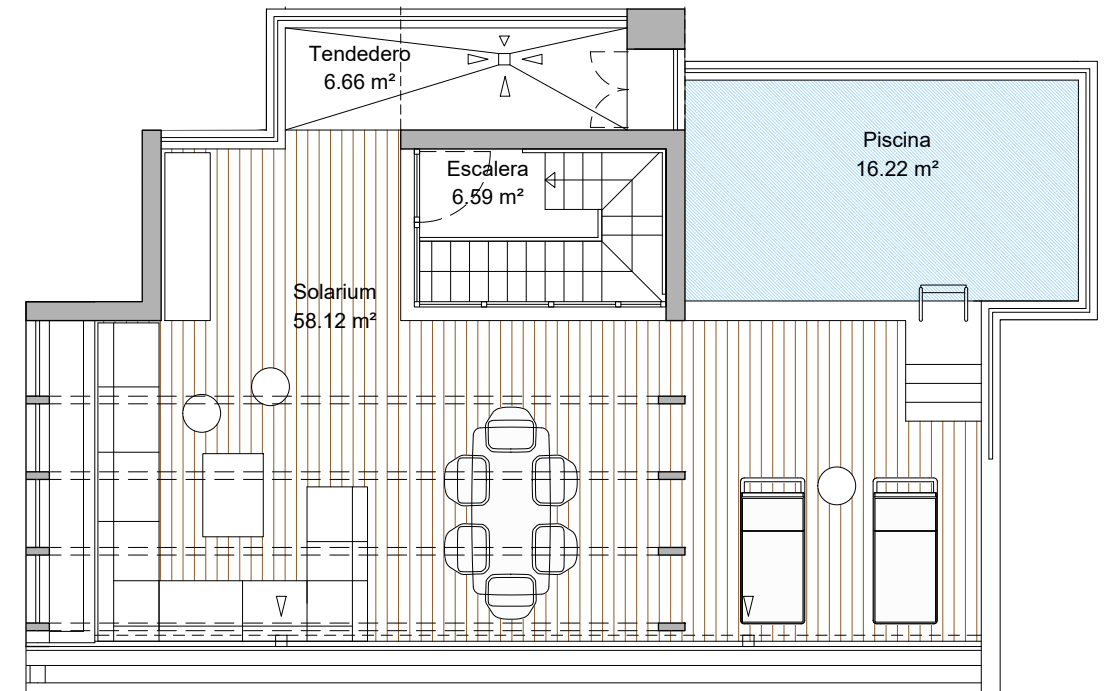 Tendedero
6.66 m²
Piscina
16.22 m²
Escalera
6.59 m²
Solarium
58.12 m²